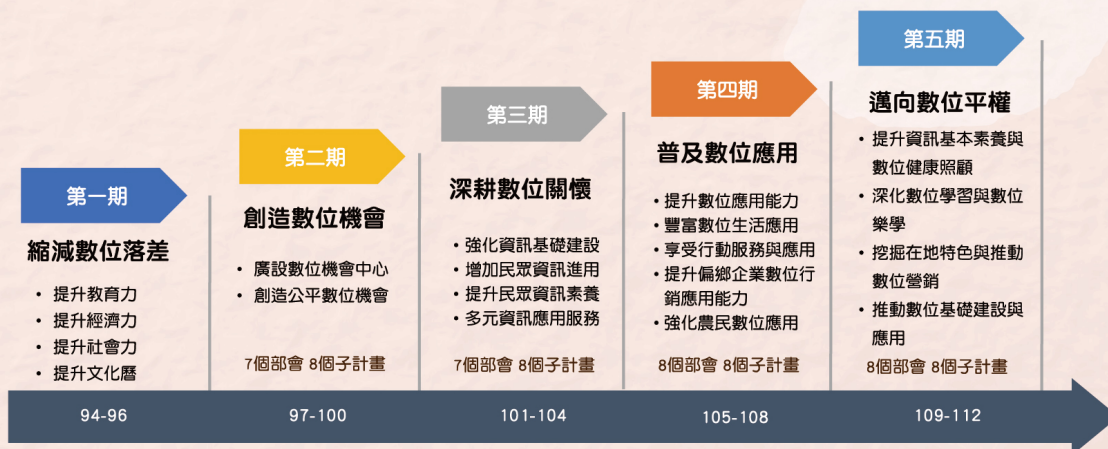 第一期
縮減數位落差
• 提升教育力
• 提升經濟力
• 提升社會力
• 提升文化曆
94-96
第二期
創造數位機會
• 廣設數位機會中心
• 創造公平數位機會
7個部會 8個子計畫
97-100
第三期
深耕數位關懷
•強化資訊基礎建設
•增加民眾資訊進用
•提升民眾資訊素養
•多元資訊應用服務
7個部會 8個子計畫
101-104
第四期
普及數位應用
•提升數位應用能力
•豐富數位生活應用
•享受行動服務與應用
•提升偏鄉企業數位行
銷應用能力
•強化農民數位應用
8個部會 8個子計畫
105-108
第五期
邁向數位平權
• 提升資訊基本素養與
數位健康照顧
• 深化數位學習與數位
樂學
• 挖掘在地特色與推動
數位營銷
• 推動數位基礎建設與
應用
8個部會 8個子計畫
109-112